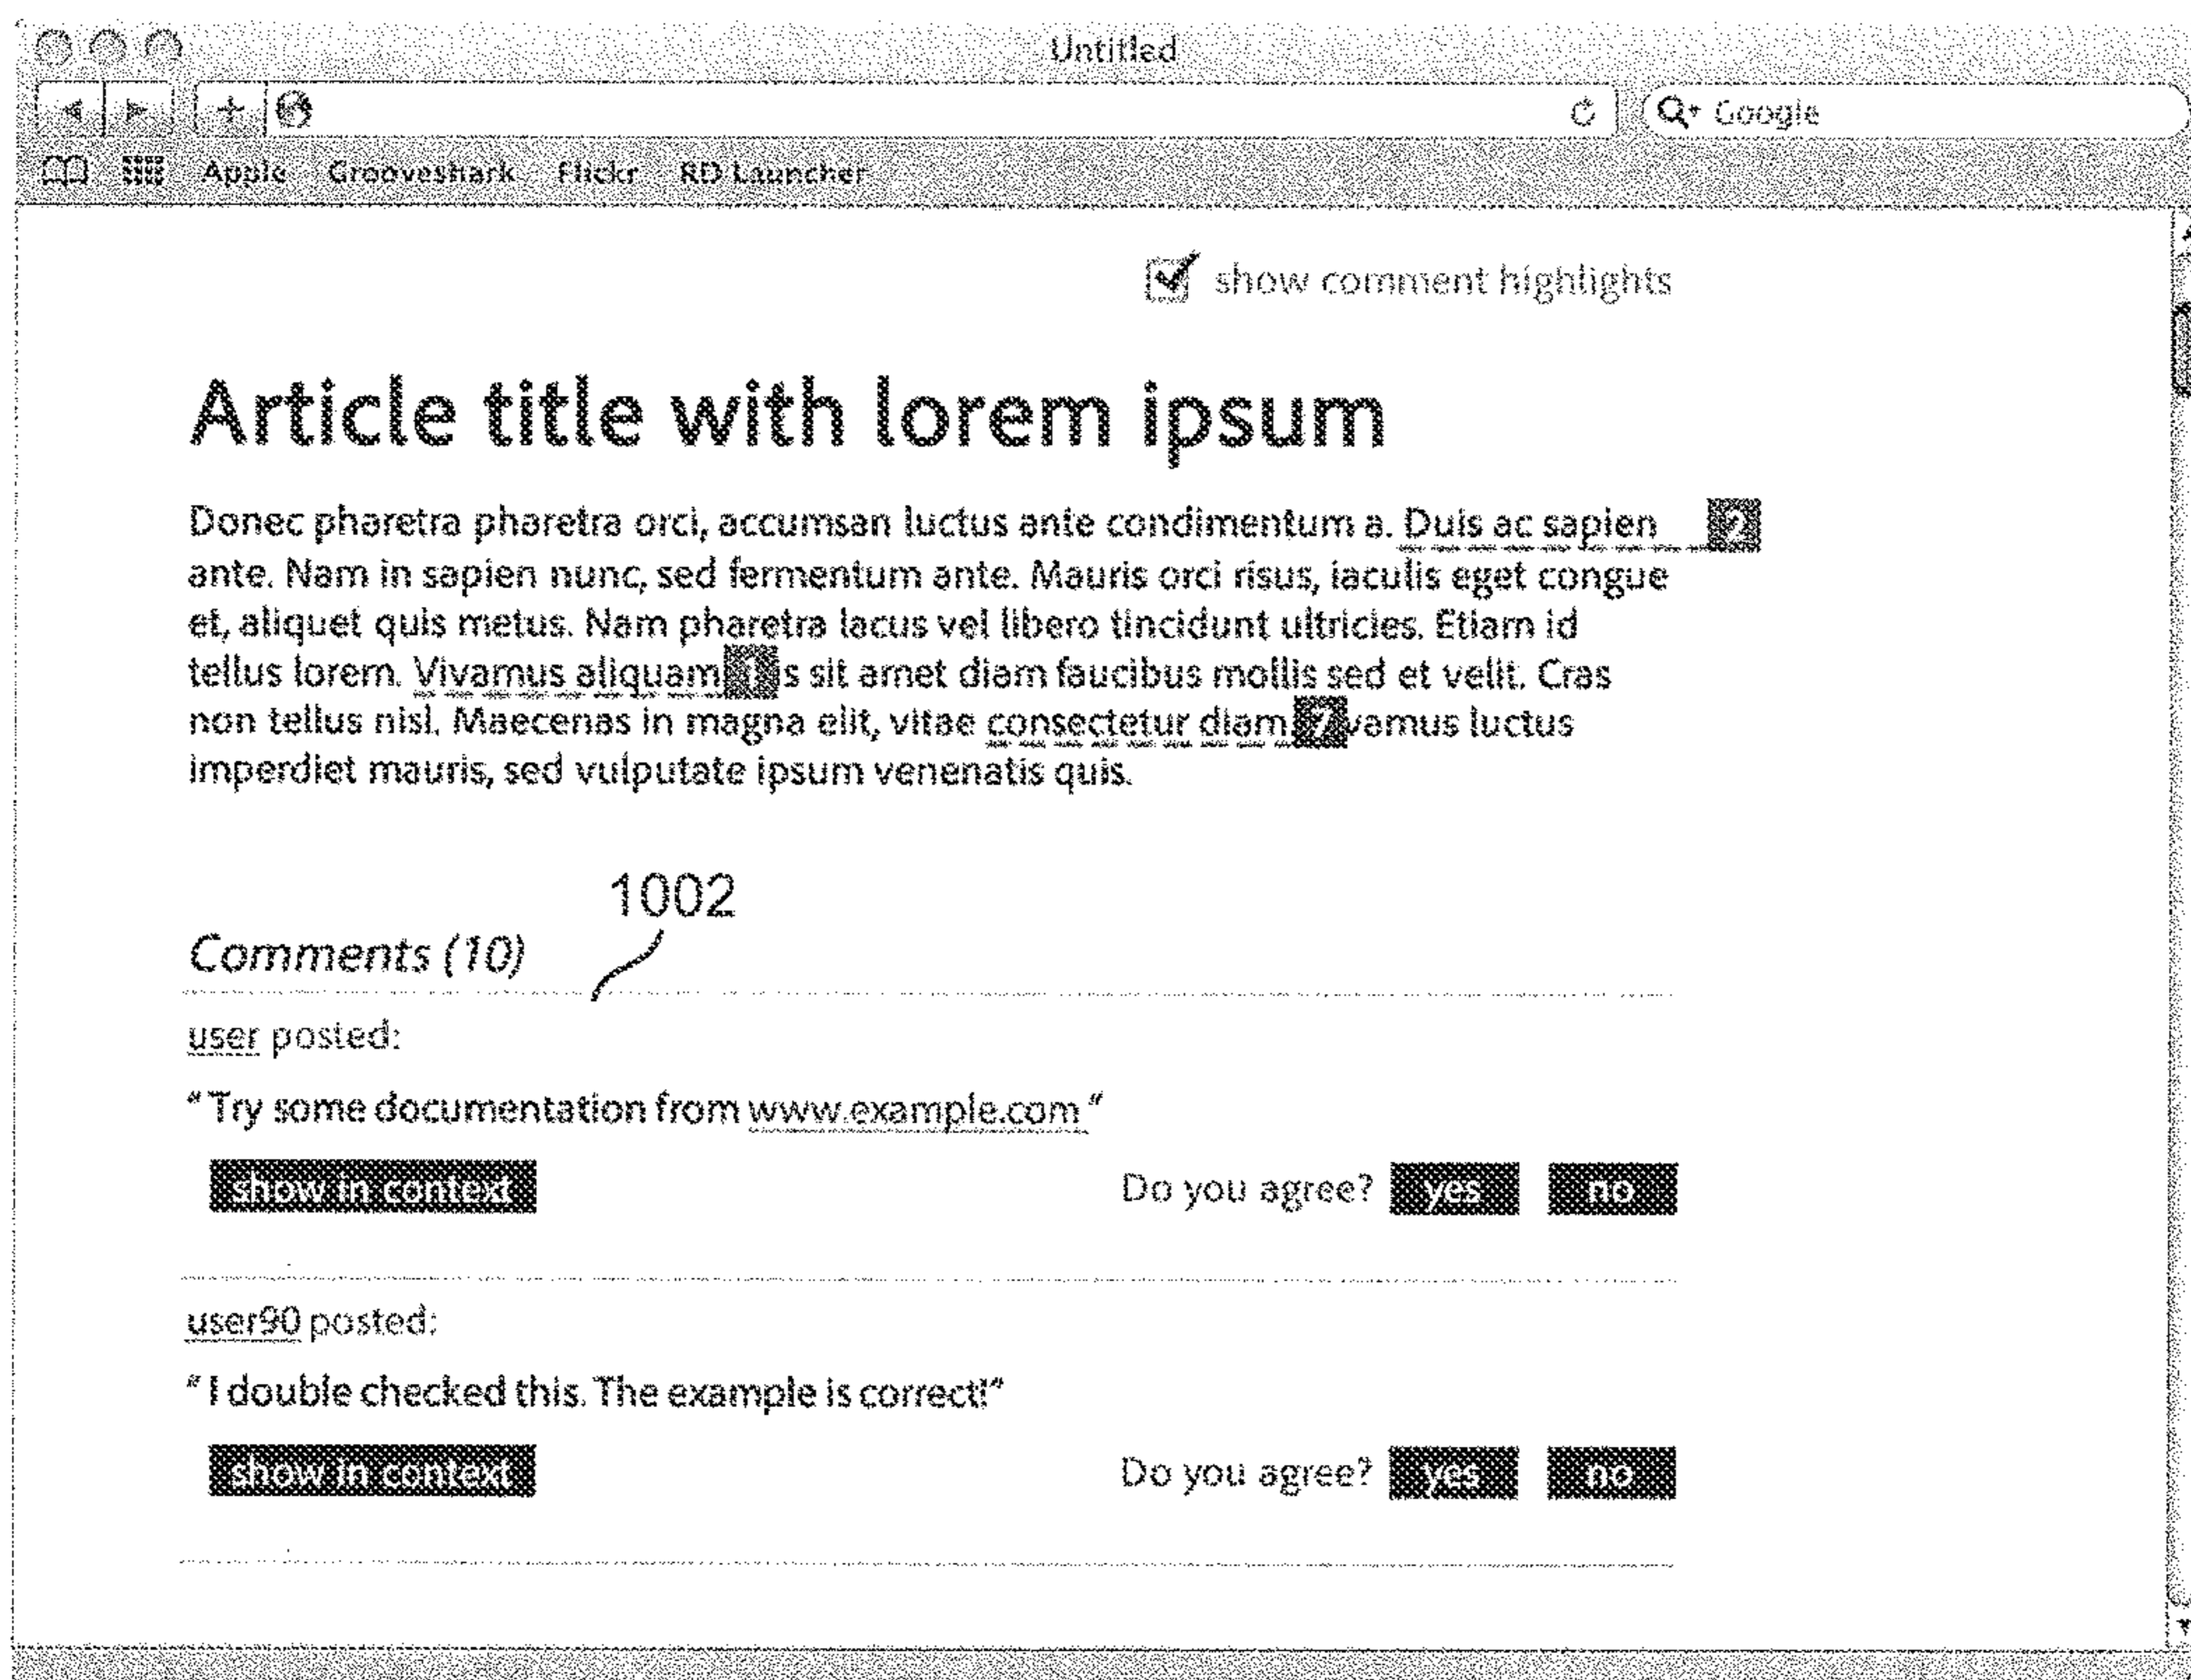 Untitled
Google
Apple Grooveshark Flickr RD Launcher
show comment highlights
Article title with lorem ipsum
Donec pharetra pharetra orci, accumsan luctus ante condimentum a. Duis ac sapien 2
ante. Nam in sapien nunc, sed fermentum ante. Mauris orci risus, iaculis eget congue
et, aliquet quis metus. Nam pharetra lacus vel libero tincidunt ultricies. Etiam id
tellus lorem. Vivamus aliquam 1 s sit amet diam faucibus mollis sed et velit. Cras
non tellus nisl. Maecenas in magna elit, vitae consectetur diam 7 vamus luctus
imperdiet mauris, sed vulputate ipsum venenatis quis.
1002
Comments (10)
user posted:
"Try some documentation from www.example.com"
show in context Do you agree? yes no
user90 posted:
"I double checked this. The example is correct!"
show in context Do you agree? yes no